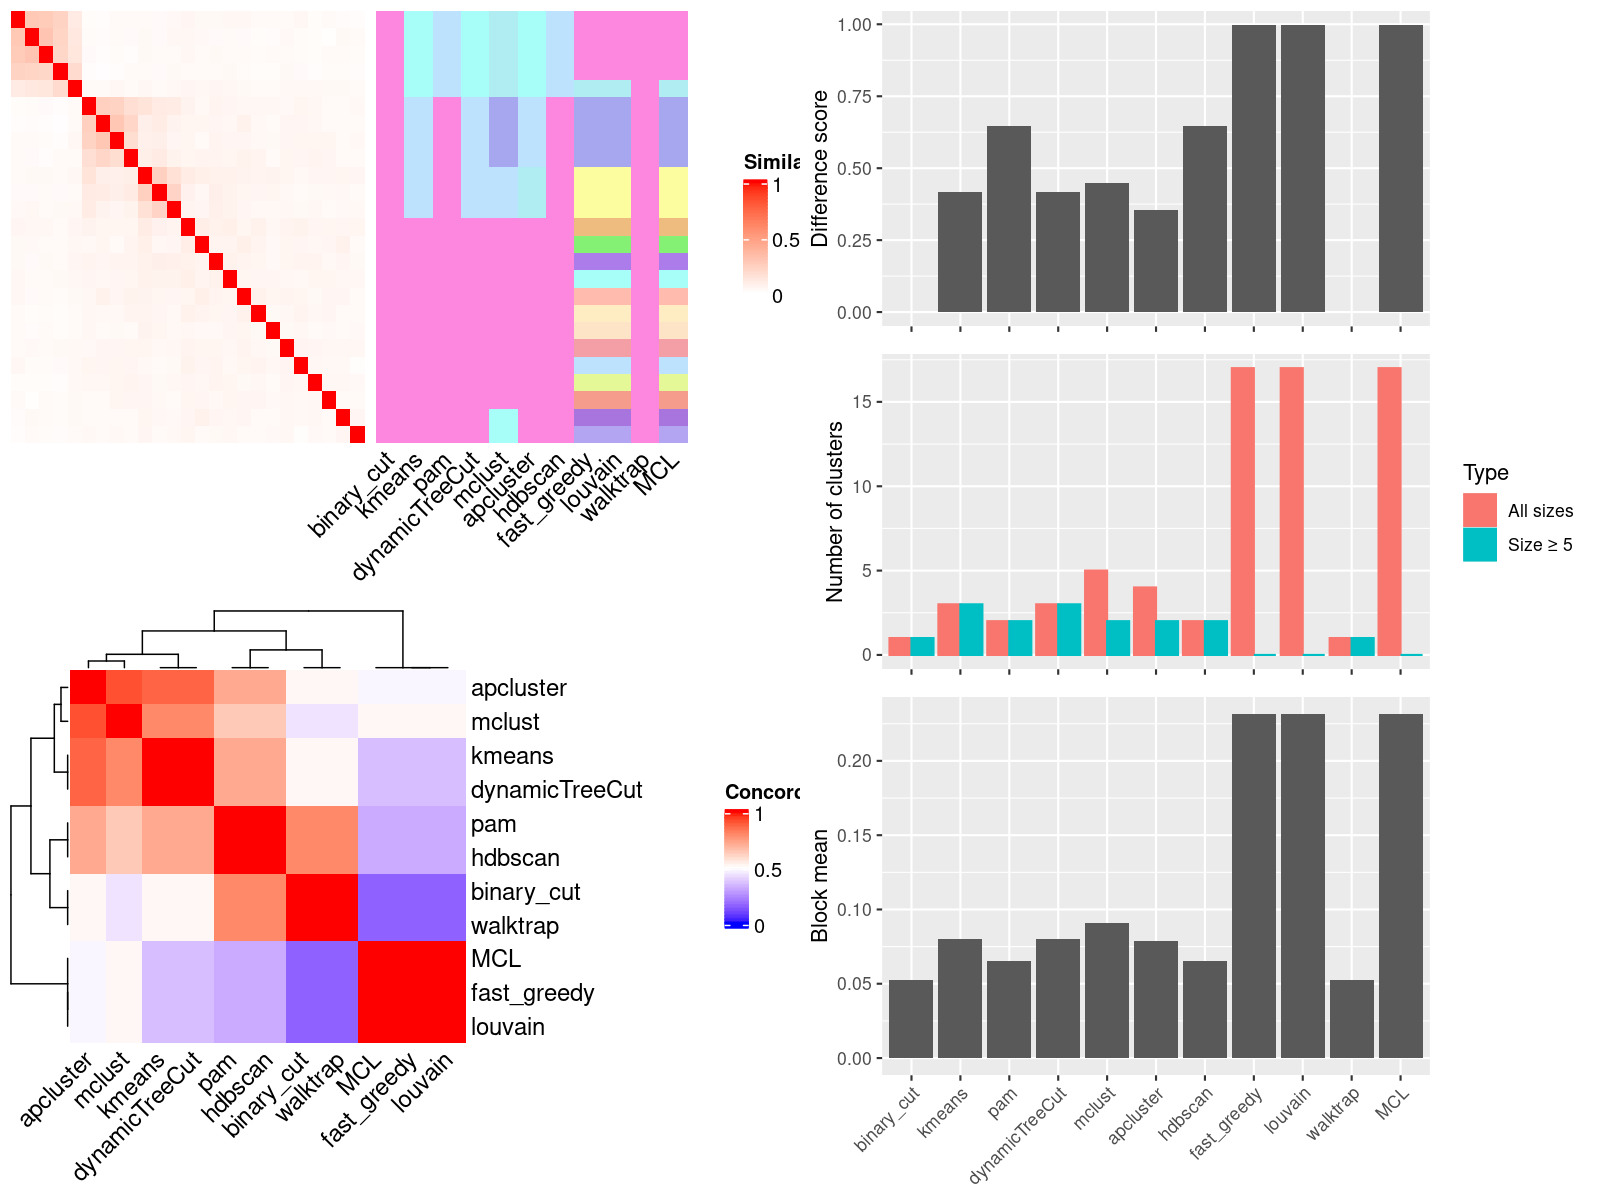 Simila
1
0.5
0
binary_cut
kmeans
pam
dynamicTreeCut
mclust
apcluster
hdbscan
fast_greedy
louvain
walktrap
MCL
apcluster
mclust
kmeans
dynamicTreeCut
pam
hdbscan
binary_cut
walktrap
MCL
fast_greedy
louvain
Concord
1
0.5
0
apcluster
mclust
kmeans
dynamicTreeCut
pam
hdbscan
binary_cut
walktrap
MCL
fast_greedy
louvain
Difference score
1.00
0.75
0.50
0.25
0.00
Number of clusters
15
10
5
0
Type
All sizes
Size ≥ 5
Block mean
0.20
0.15
0.10
0.05
0.00
binary_cut
kmeans
pam
dynamicTreeCut
mclust
apcluster
hdbscan
fast_greedy
louvain
walktrap
MCL